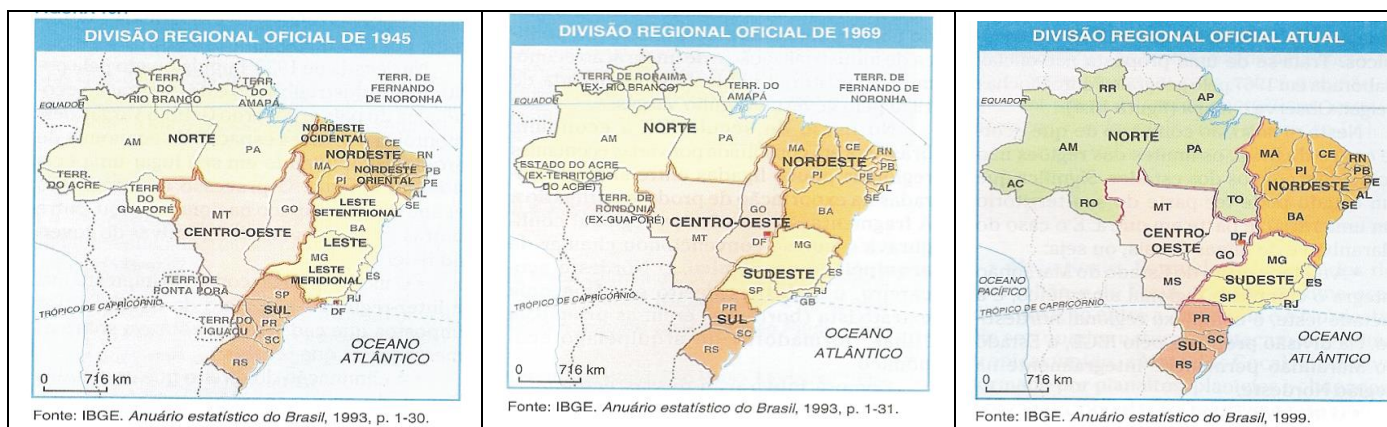 DIVISÃO REGIONAL OFICIAL DE 1945
TERR. DO
RIO BRANCO
TERR.
DO
AMAPÁ
TERR. DE
FERNANDO
DE NORONHA
EQUADOR
NORTE
AM
PA
NORDESTE
OCIDENTAL
MA
PI
CE
NORDESTE
NORDESTE
ORIENTAL
RN
PB
PE
AL
SE
TERR.
DO ACRE
TERR.
DO
GUAPORÉ
MT
GO
CENTRO-OESTE
LESTE
SETENTRIONAL
BA
LESTE
MG
LESTE
MERIDIONAL
ES
TERR. DE
PONTA PORÃ
SP
RJ
DF
TRÓPICO DE CAPRICÓRNIO
SUL
TERR. DO
IGUAÇU
PR
SC
RS
OCEANO
ATLÂNTICO
0 716 km
Fonte: IBGE. Anuário estatístico do Brasil, 1993, p. 1-30.
DIVISÃO REGIONAL OFICIAL DE 1969
TERR. DE RORAIMA
(EX-RIO BRANCO)
TERR. DO
AMAPÁ
TERR. DE
FERNANDO DE
NORONHA
EQUADOR
NORTE
AM
PA
MA
CE
RN
NORDESTE
PB
PI
PE
AL
SE
ESTADO DO ACRE
(EX-TERRITÓRIO
DO ACRE)
TERR. DE
RONDÔNIA
(EX-GUAPORÉ)
GO
BA
CENTRO-OESTE
MT
DF
MG
SUDESTE
ES
SP
RJ
GB
TRÓPICO DE CAPRICÓRNIO
PR
SUL
SC
RS
OCEANO
ATLÂNTICO
0 716 km
Fonte: IBGE. Anuário estatístico do Brasil, 1993, p. 1-31.
DIVISÃO REGIONAL OFICIAL ATUAL
RR
AP
EQUADOR
NORTE
AM
PA
MA
CE
RN
PI
PB
NORDESTE
PE
AL
SE
AC
RO
TO
MT
BA
CENTRO-
OESTE
DF
GO
MG
MS
SUDESTE
ES
SP
RJ
OCEANO
PACÍFICO
TRÓPICO DE CAPRICÓRNIO
PR
SC
SUL
RS
OCEANO
ATLÂNTICO
0 716 km
Fonte: IBGE. Anuário estatístico do Brasil, 1999.